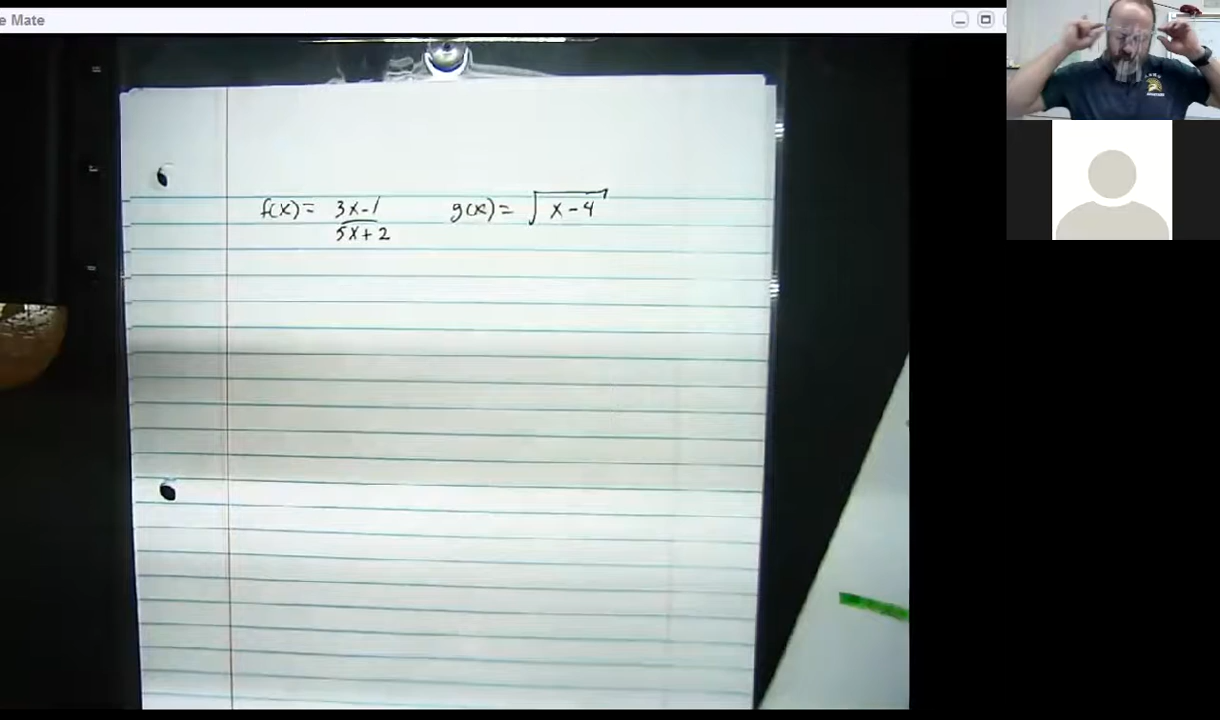 e Mate
f(x) = 3x-1 / 5x+2 g(x) = √x-4